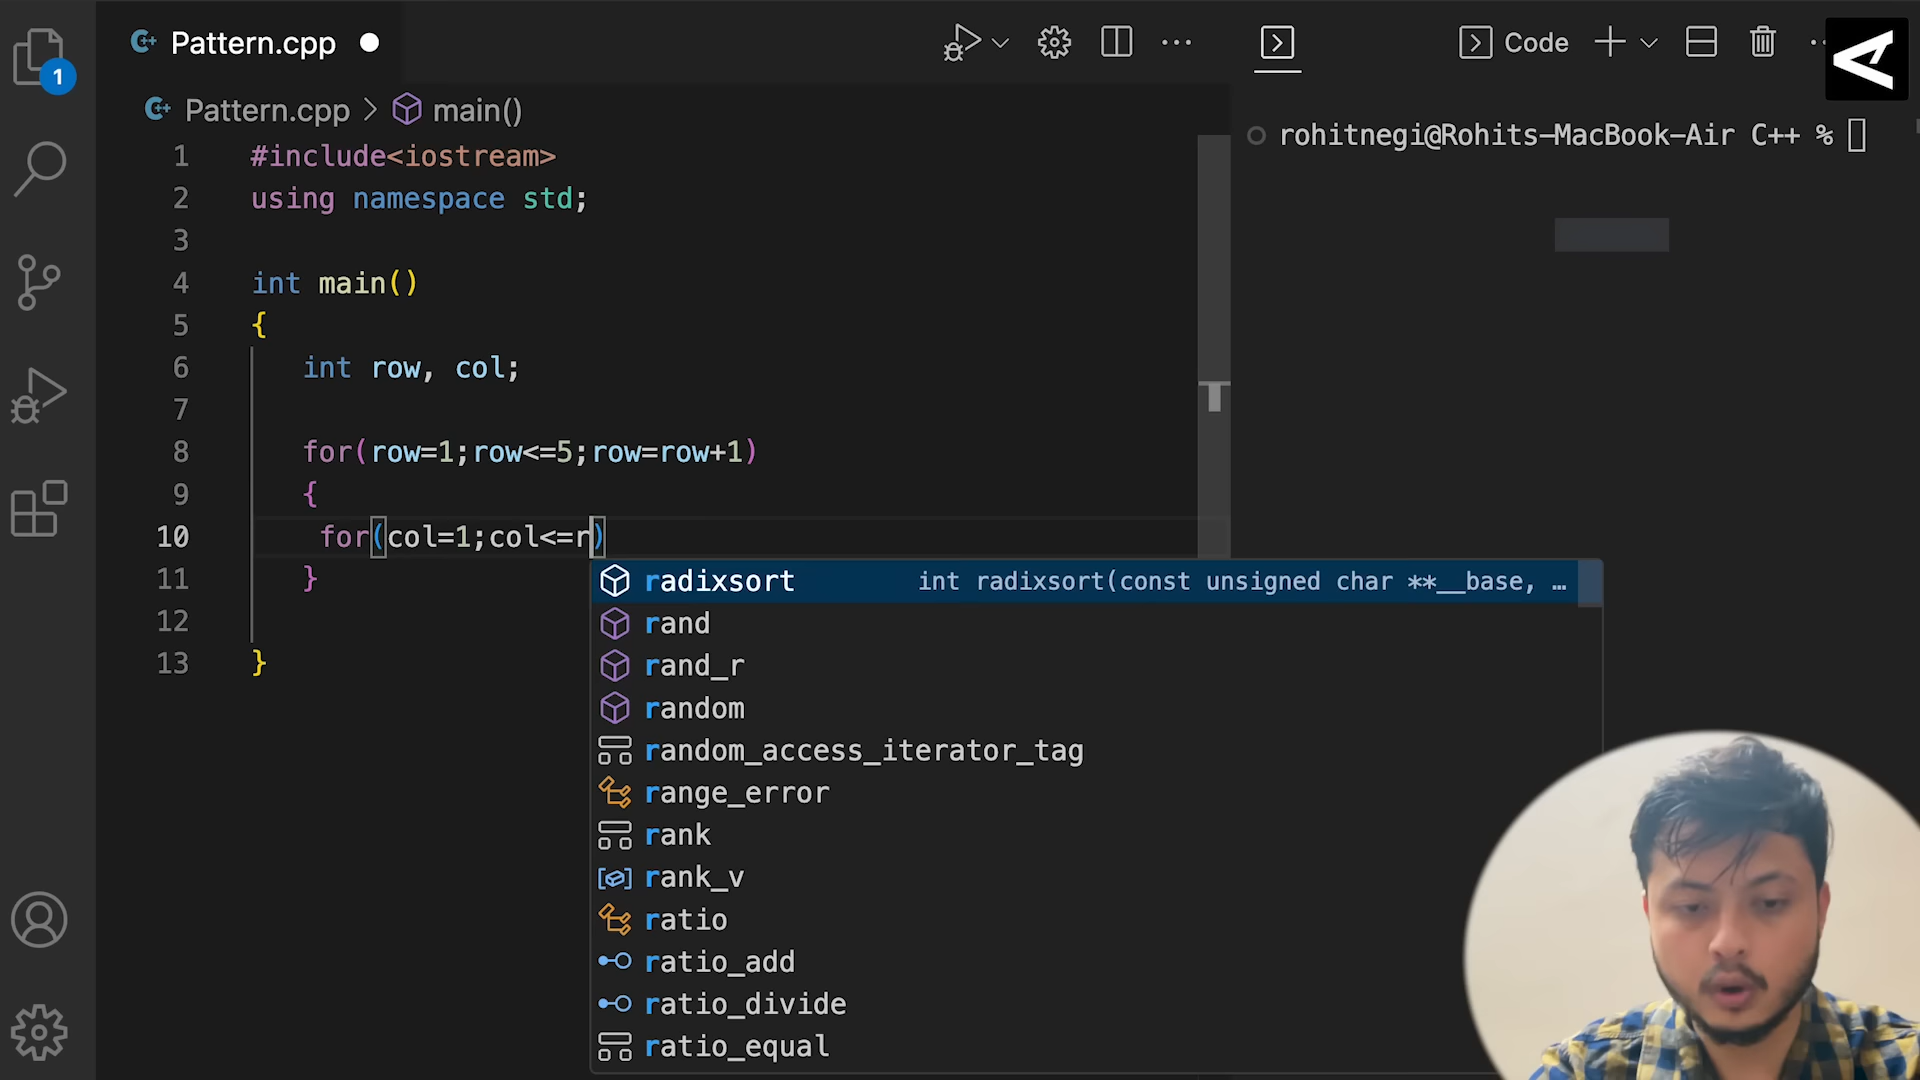 1
Pattern.cpp
Code
Pattern.cpp > main()
rohitnegi@Rohits-MacBook-Air C++ %
1 #include<iostream>
2 using namespace std;
3
4 int main()
5 {
6 int row, col;
7
8 for(row=1;row<=5;row=row+1)
9 {
10 for(col=1;col<=r)
11 }
12
13 }
radixsort int radixsort(const unsigned char **__base, …
rand
rand_r
random
random_access_iterator_tag
range_error
rank
rank_v
ratio
ratio_add
ratio_divide
ratio_equal